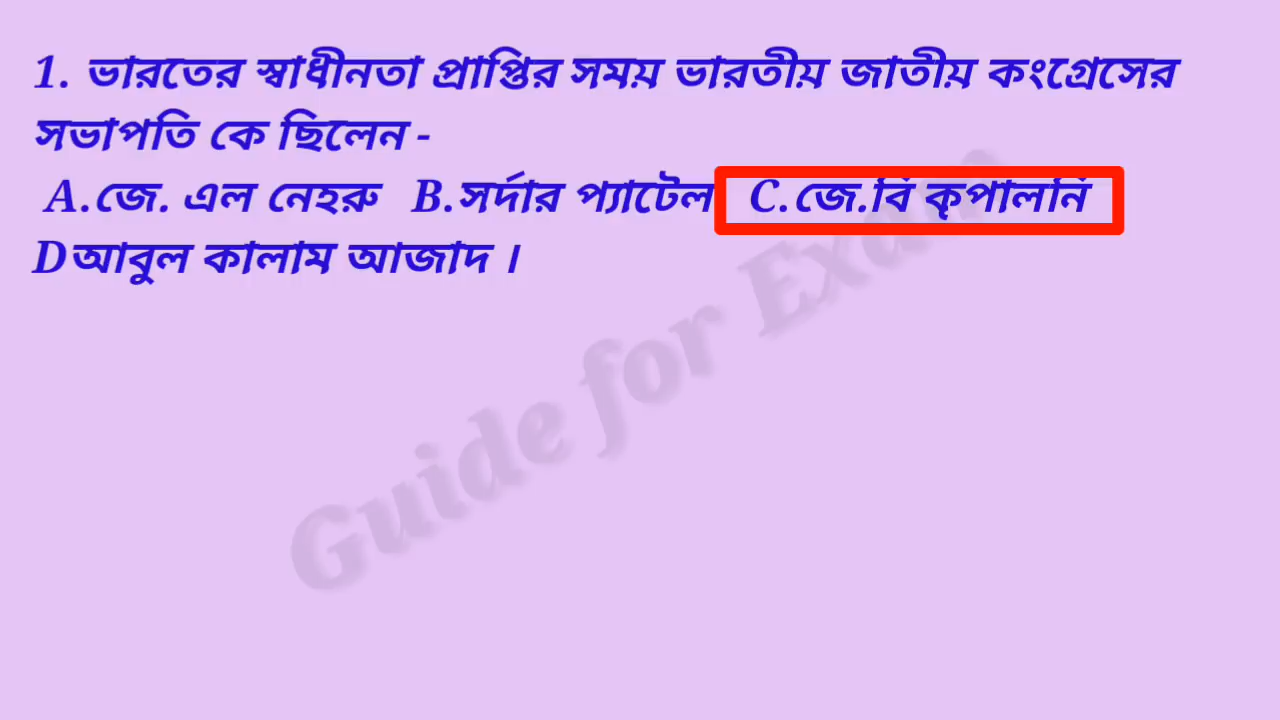 1. ভারতের স্বাধীনতা প্রাপ্তির সময় ভারতীয় জাতীয় কংগ্রেসের
সভাপতি কে ছিলেন -
A.জে. এল নেহরু B.সর্দার প্যাটেল C.জে.বি কৃপালনি
Dআবুল কালাম আজাদ ।
Guide for Exam